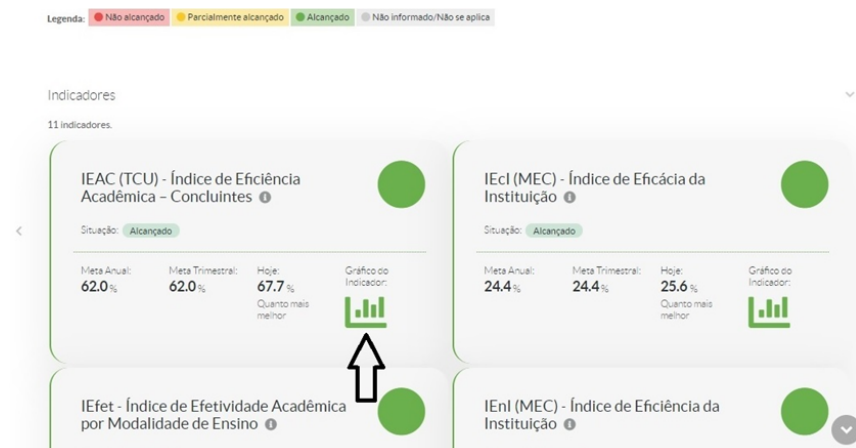 Legenda: Não alcançado Parcialmente alcançado Alcançado Não informado/Não se aplica
Indicadores
11 indicadores.
IEAC (TCU) - Índice de Eficiência
Acadêmica – Concluintes
Situação: Alcançado
Meta Anual: Meta Trimestral: Hoje: Gráfico do
Indicador:
62.0 % 62.0 % 67.7 %
Quanto mais
melhor
IEcI (MEC) - Índice de Eficácia da
Instituição
Situação: Alcançado
Meta Anual: Meta Trimestral: Hoje: Gráfico do
Indicador:
24.4 % 24.4 % 25.6 %
Quanto mais
melhor
IEfet - Índice de Efetividade Acadêmica
por Modalidade de Ensino
IEnI (MEC) - Índice de Eficiência da
Instituição